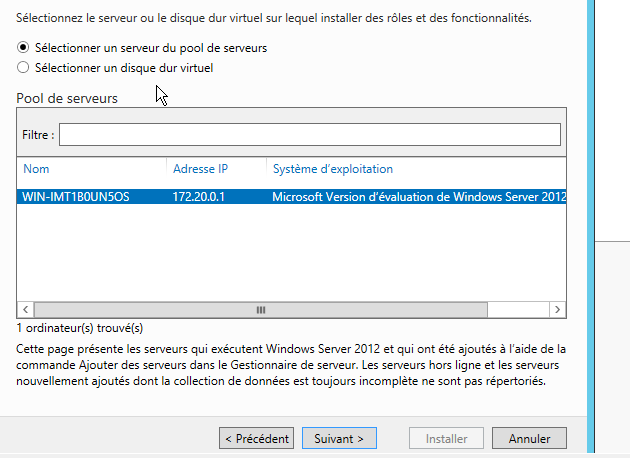 Sélectionnez le serveur ou le disque dur virtuel sur lequel installer des rôles et des fonctionnalités.
Sélectionner un serveur du pool de serveurs
Sélectionner un disque dur virtuel
Pool de serveurs
Filtre :
Nom Adresse IP Système d'exploitation
WIN-IMT1B0UN5OS 172.20.0.1 Microsoft Version d'évaluation de Windows Server 2012
1 ordinateur(s) trouvé(s)
Cette page présente les serveurs qui exécutent Windows Server 2012 et qui ont été ajoutés à l'aide de la
commande Ajouter des serveurs dans le Gestionnaire de serveur. Les serveurs hors ligne et les serveurs
nouvellement ajoutés dont la collection de données est toujours incomplète ne sont pas répertoriés.
< Précédent Suivant > Installer Annuler